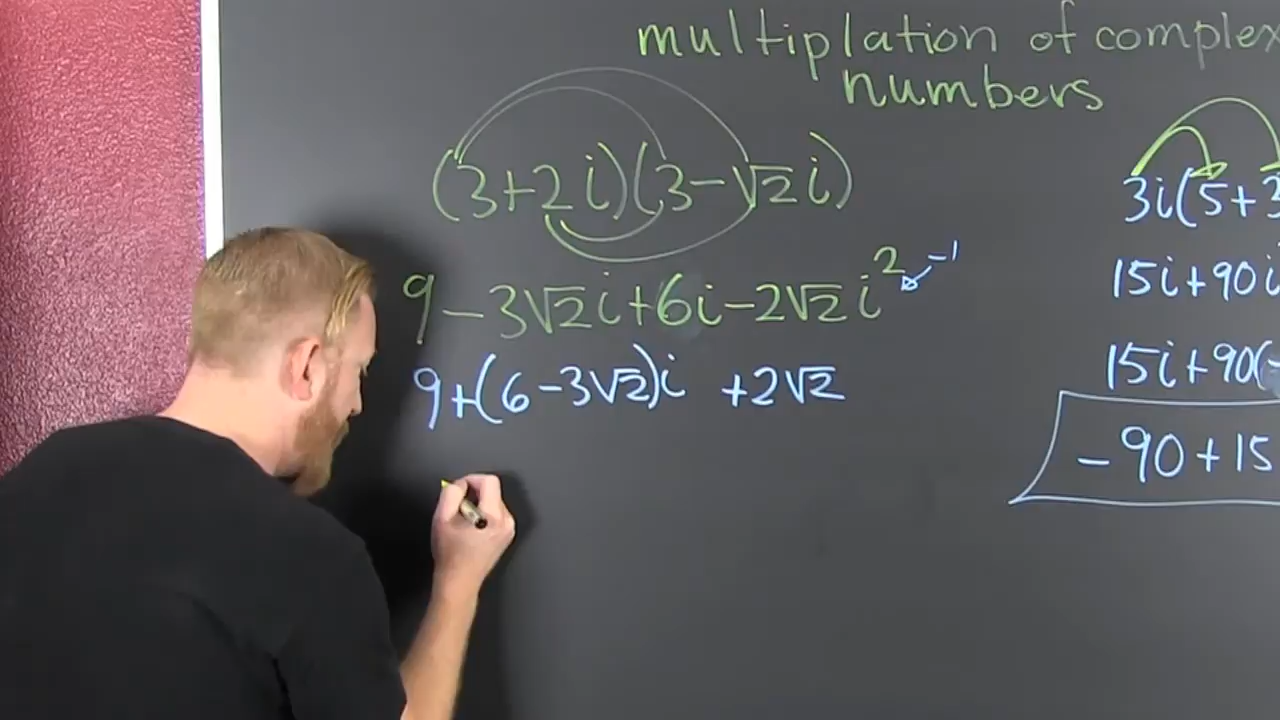 multiplation of complex
numbers
(3+2i)(3-√2i)
9-3√2i+6i-2√2i² -1
9+(6-3√2)i +2√2
3i(5+3
15i+90i
15i+90(-
-90+15